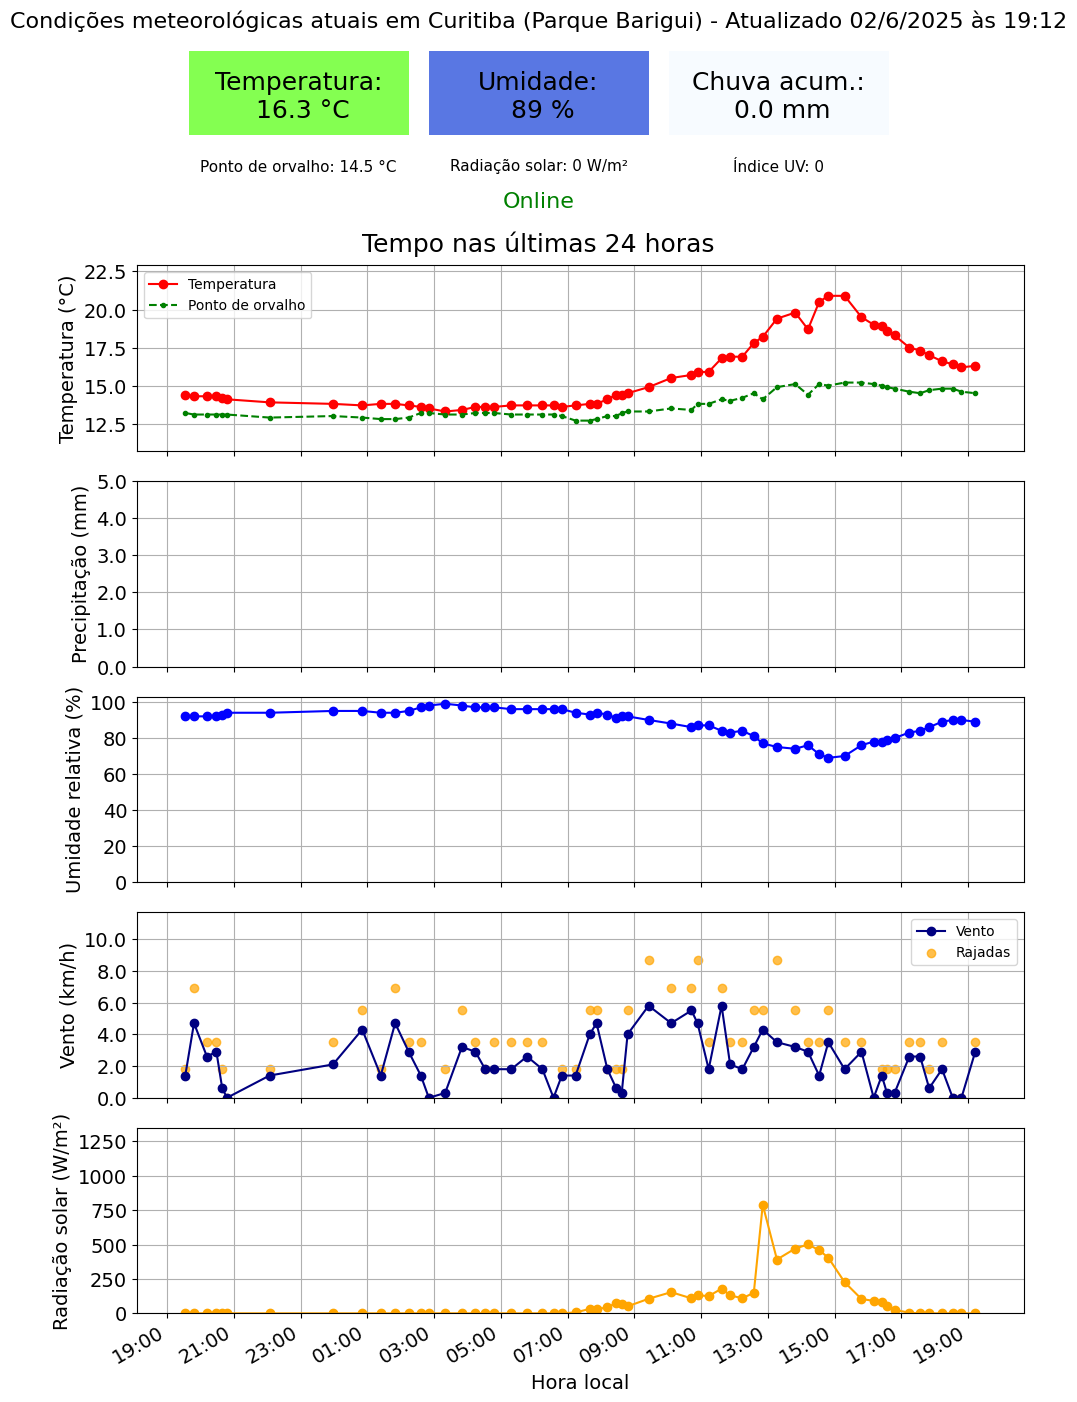 Condições meteorológicas atuais em Curitiba (Parque Barigui) - Atualizado 02/6/2025 às 19:12
Temperatura:
16.3 °C
Umidade:
89 %
Chuva acum.:
0.0 mm
Ponto de orvalho: 14.5 °C
Radiação solar: 0 W/m²
Índice UV: 0
Online
Tempo nas últimas 24 horas
Temperatura (°C)
22.5
20.0
17.5
15.0
12.5
Temperatura
Ponto de orvalho
Precipitação (mm)
5.0
4.0
3.0
2.0
1.0
0.0
Umidade relativa (%)
100
80
60
40
20
0
Vento (km/h)
10.0
8.0
6.0
4.0
2.0
0.0
Vento
Rajadas
Radiação solar (W/m²)
1250
1000
750
500
250
0
19:00
21:00
23:00
01:00
03:00
05:00
07:00
09:00
11:00
13:00
15:00
17:00
19:00
Hora local